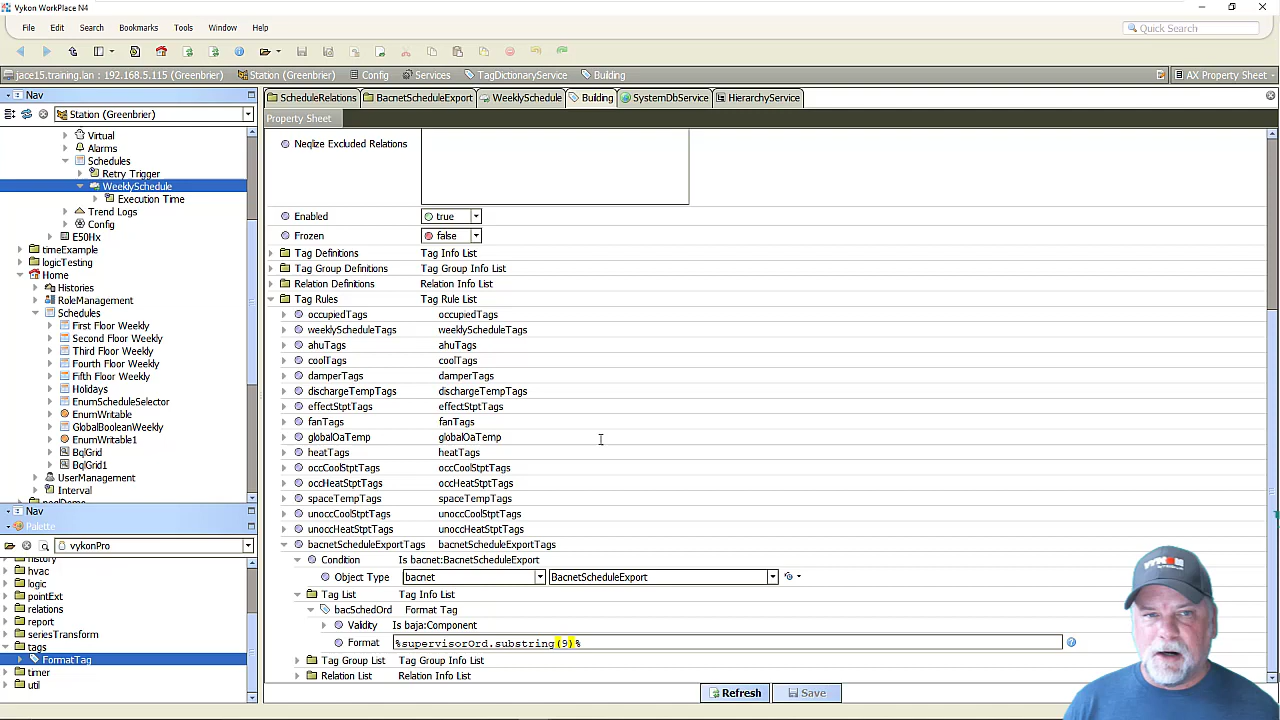 Vykon WorkPlace N4
File Edit Search Bookmarks Tools Window Help
Quick Search
jace15.training.lan : 192.168.5.115 (Greenbrier) Station (Greenbrier) Config Services TagDictionaryService Building AX Property Sheet
Nav
Station (Greenbrier)
Virtual
Alarms
Schedules
Retry Trigger
WeeklySchedule
Execution Time
Trend Logs
Config
E50Hx
timeExample
logicTesting
Home
Histories
RoleManagement
Schedules
First Floor Weekly
Second Floor Weekly
Third Floor Weekly
Fourth Floor Weekly
Fifth Floor Weekly
Holidays
EnumScheduleSelector
EnumWritable
GlobalBooleanWeekly
EnumWritable1
BqlGrid
BqlGrid1
UserManagement
Interval
Nav
Palette
vykonPro
history
hvac
logic
pointExt
relations
report
seriesTransform
tags
FormatTag
timer
util
ScheduleRelations BacnetScheduleExport WeeklySchedule Building SystemDbService HierarchyService
Property Sheet
Neqlize Excluded Relations
Enabled true
Frozen false
Tag Definitions Tag Info List
Tag Group Definitions Tag Group Info List
Relation Definitions Relation Info List
Tag Rules Tag Rule List
occupiedTags occupiedTags
weeklyScheduleTags weeklyScheduleTags
ahuTags ahuTags
coolTags coolTags
damperTags damperTags
dischargeTempTags dischargeTempTags
effectStptTags effectStptTags
fanTags fanTags
globalOaTemp globalOaTemp
heatTags heatTags
occCoolStptTags occCoolStptTags
occHeatStptTags occHeatStptTags
spaceTempTags spaceTempTags
unoccCoolStptTags unoccCoolStptTags
unoccHeatStptTags unoccHeatStptTags
bacnetScheduleExportTags bacnetScheduleExportTags
Condition Is bacnet:BacnetScheduleExport
Object Type bacnet BacnetScheduleExport
Tag List Tag Info List
bacSchedOrd Format Tag
Validity Is baja:Component
Format %supervisorOrd.substring(9)%
Tag Group List Tag Group Info List
Relation List Relation Info List
Refresh Save